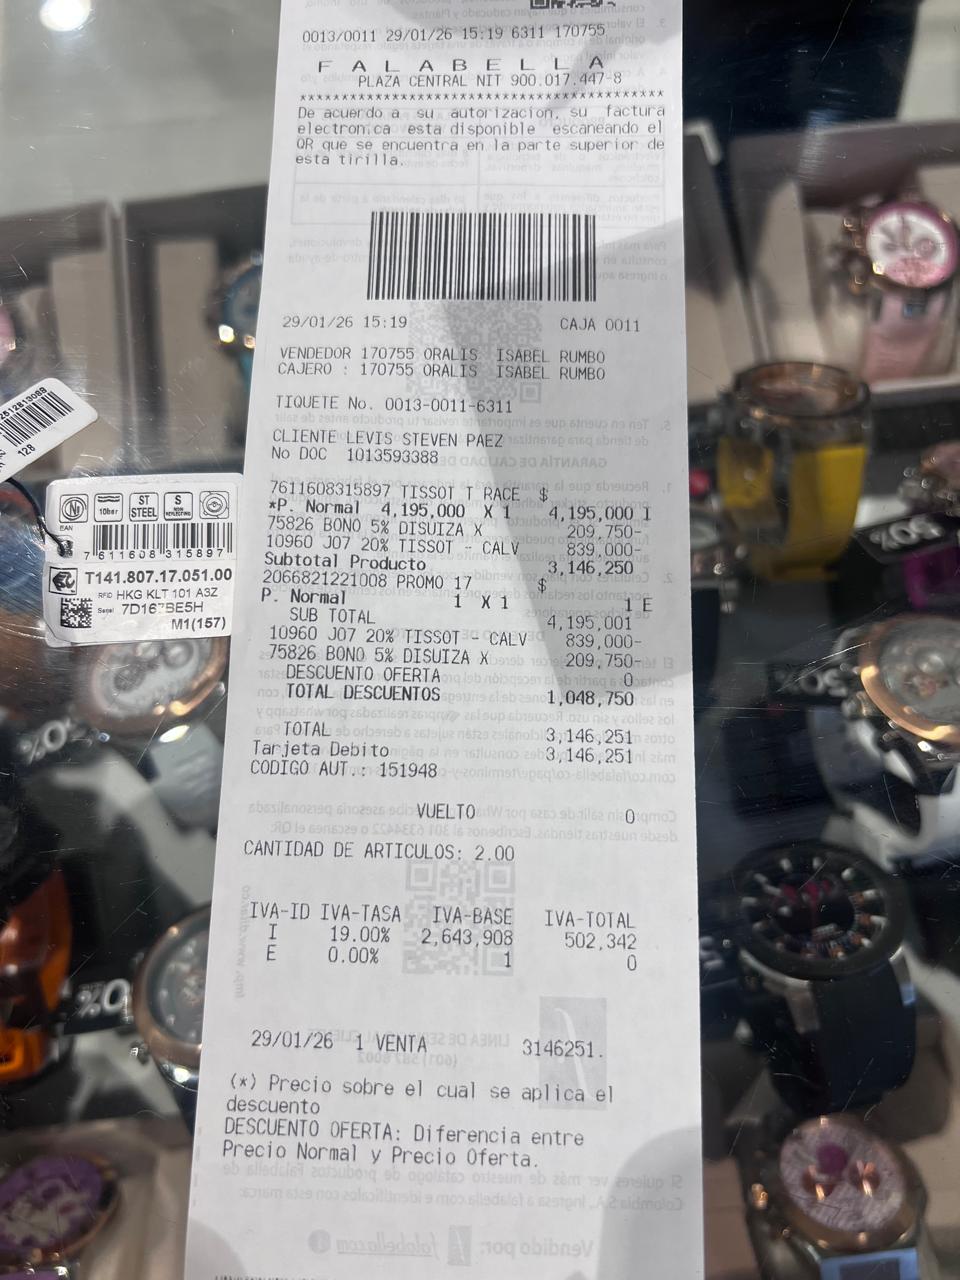 0013/0011 29/01/26 15:19 6311 170755
FALABELLA
PLAZA CENTRAL NIT 900.017.447-8
****************************************
De acuerdo a su autorizacion, su factura
electronica esta disponible escaneando el
QR que se encuentra en la parte superior de
esta tirilla.
29/01/26 15:19 CAJA 0011
VENDEDOR 170755 ORALIS ISABEL RUMBO
CAJERO : 170755 ORALIS ISABEL RUMBO
TIQUETE No. 0013-0011-6311
CLIENTE LEVIS STEVEN PAEZ
No DOC 1013593388
7611608315897 TISSOT T RACE $
*P. Normal 4,195,000 X 1 4,195,000 I
75826 BONO 5% DISUIZA X 209,750-
10960 J07 20% TISSOT - CALV 839,000-
Subtotal Producto 3,146,250
2066821221008 PROMO 17 $
P. Normal 1 X 1 1 E
SUB TOTAL 4,195,001
10960 J07 20% TISSOT - CALV 839,000-
75826 BONO 5% DISUIZA X 209,750-
DESCUENTO OFERTA 0
TOTAL DESCUENTOS 1,048,750
TOTAL 3,146,251
Tarjeta Debito 3,146,251
CODIGO AUT.: 151948
VUELTO 0
CANTIDAD DE ARTICULOS: 2.00
IVA-ID IVA-TASA IVA-BASE IVA-TOTAL
I 19.00% 2,643,908 502,342
E 0.00% 1 0
29/01/26 1 VENTA 3146251.
(*) Precio sobre el cual se aplica el
descuento
DESCUENTO OFERTA: Diferencia entre
Precio Normal y Precio Oferta.
128
10bar
ST
STEEL
S
EAN
7 611608 315897
T141.807.17.051.00
RFID HKG KLT 101 A3Z
Serial
M1(157)